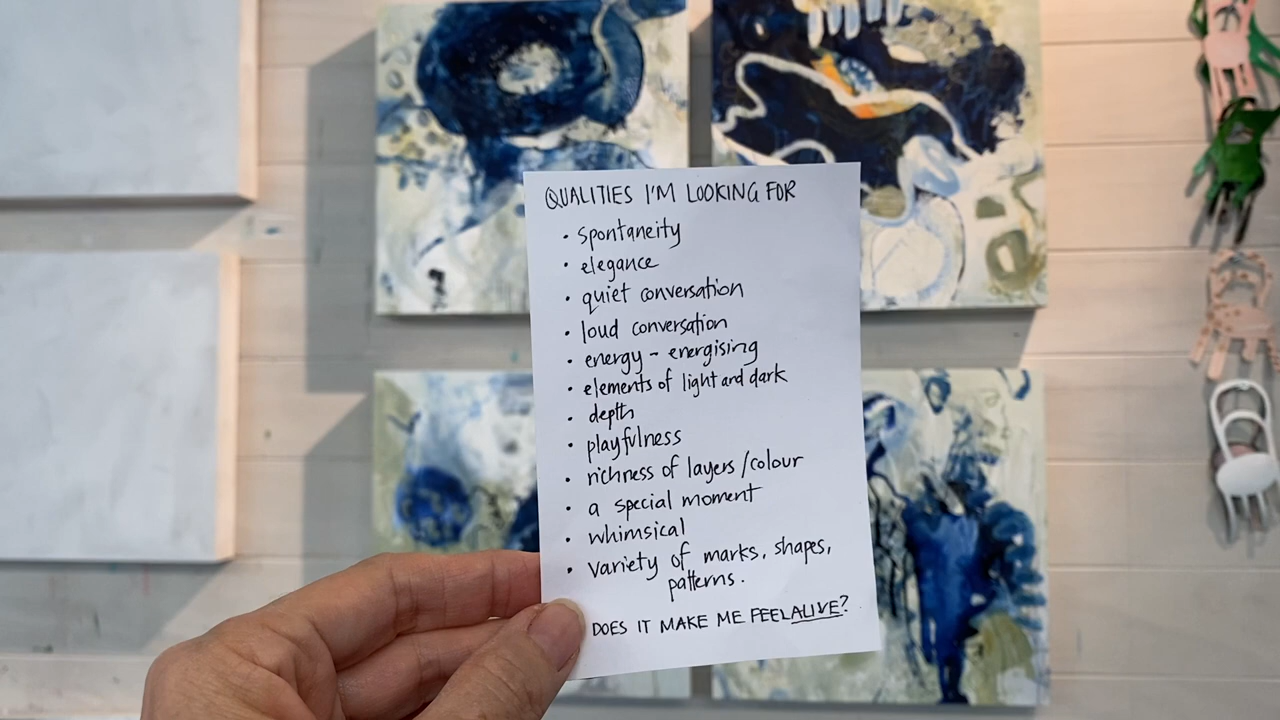 QUALITIES I'M LOOKING FOR
• spontaneity
• elegance
• quiet conversation
• loud conversation
• energy - energising
• elements of light and dark
• depth
• playfulness
• richness of layers/colour
• a special moment
• whimsical
• variety of marks, shapes,
patterns.
DOES IT MAKE ME FEEL ALIVE?